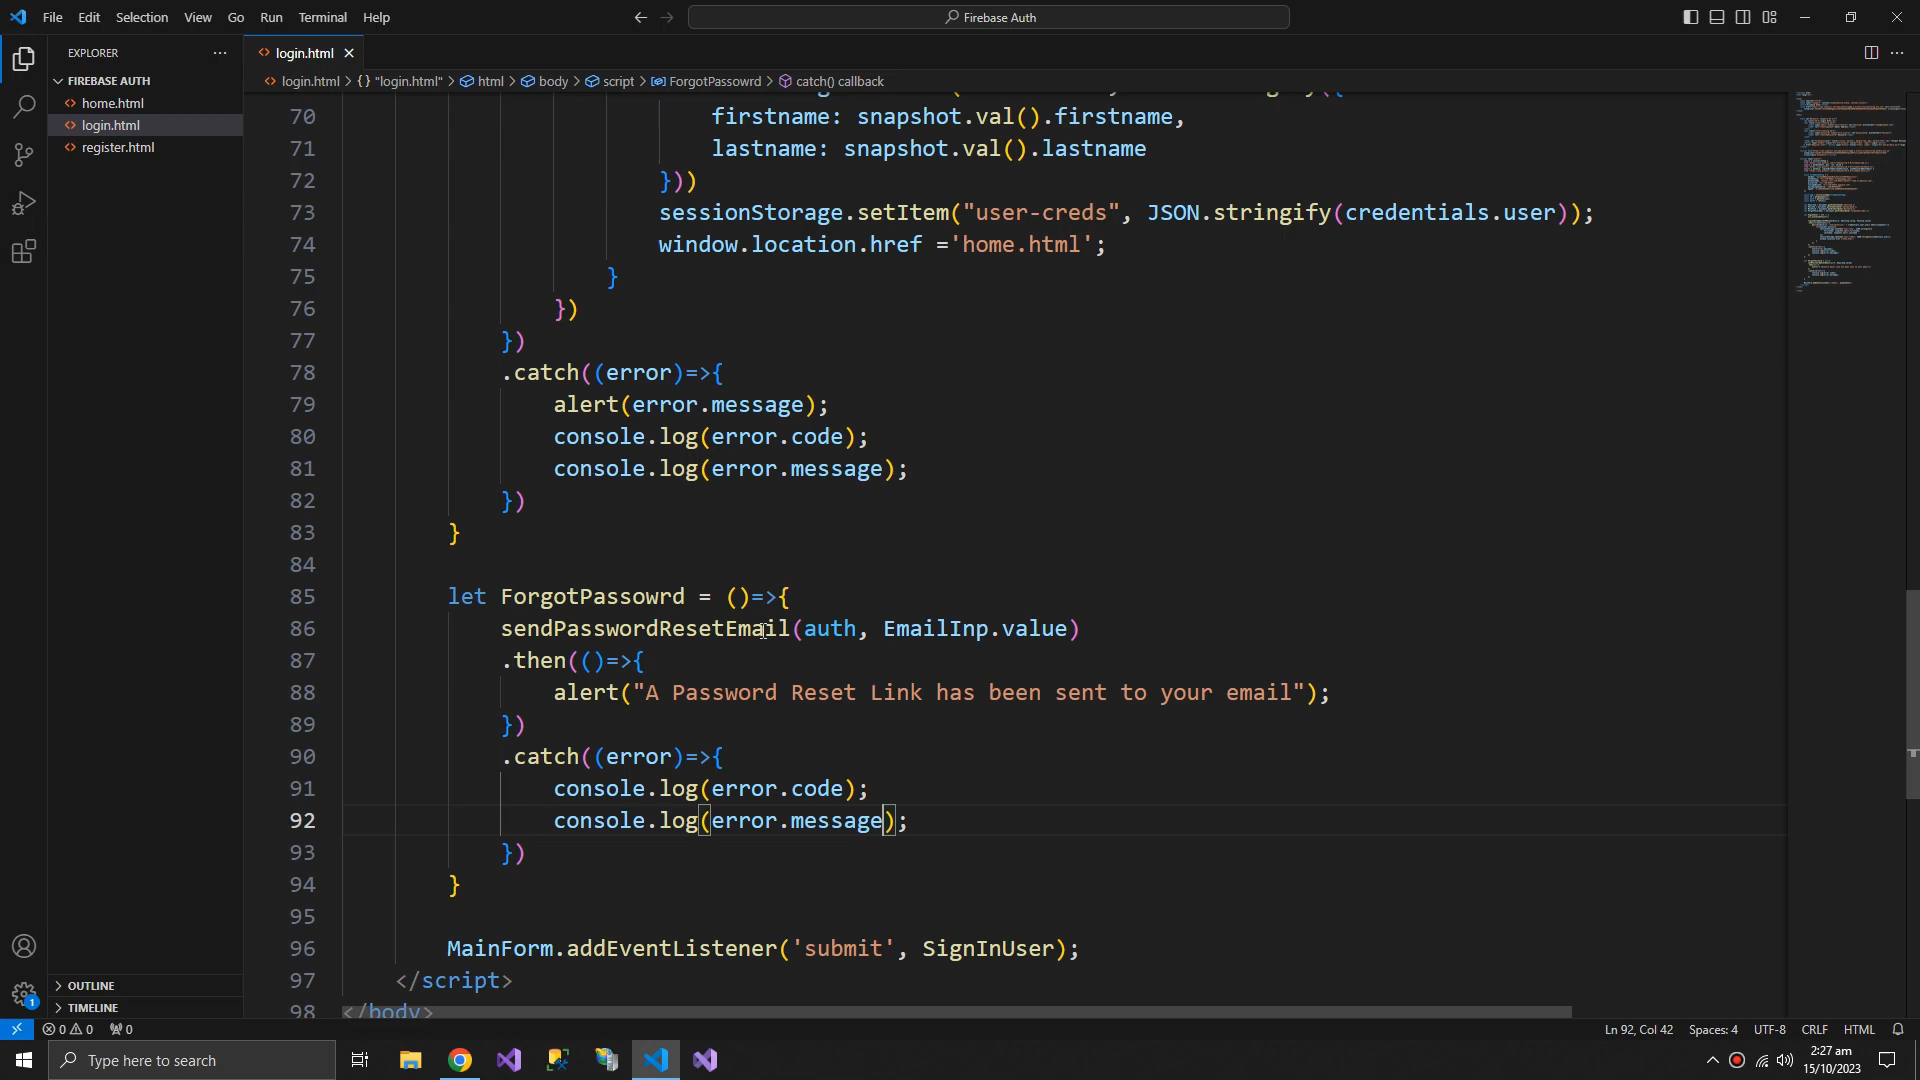 File Edit Selection View Go Run Terminal Help
Firebase Auth
EXPLORER
login.html
login.html > {} "login.html" > html > body > script > ForgotPassowrd > catch() callback
FIREBASE AUTH
home.html
login.html
register.html
70 firstname: snapshot.val().firstname,
71 lastname: snapshot.val().lastname
72 }))
73 sessionStorage.setItem("user-creds", JSON.stringify(credentials.user));
74 window.location.href ='home.html';
75 }
76 })
77 })
78 .catch((error)=>{
79 alert(error.message);
80 console.log(error.code);
81 console.log(error.message);
82 })
83 }
84
85 let ForgotPassowrd = ()=>{
86 sendPasswordResetEmail(auth, EmailInp.value)
87 .then(()=>{
88 alert("A Password Reset Link has been sent to your email");
89 })
90 .catch((error)=>{
91 console.log(error.code);
92 console.log(error.message);
93 })
94 }
95
96 MainForm.addEventListener('submit', SignInUser);
97 </script>
98 </body>
OUTLINE
TIMELINE
1
0 0 0
Ln 92, Col 42 Spaces: 4 UTF-8 CRLF HTML
Type here to search
2:27 am
15/10/2023